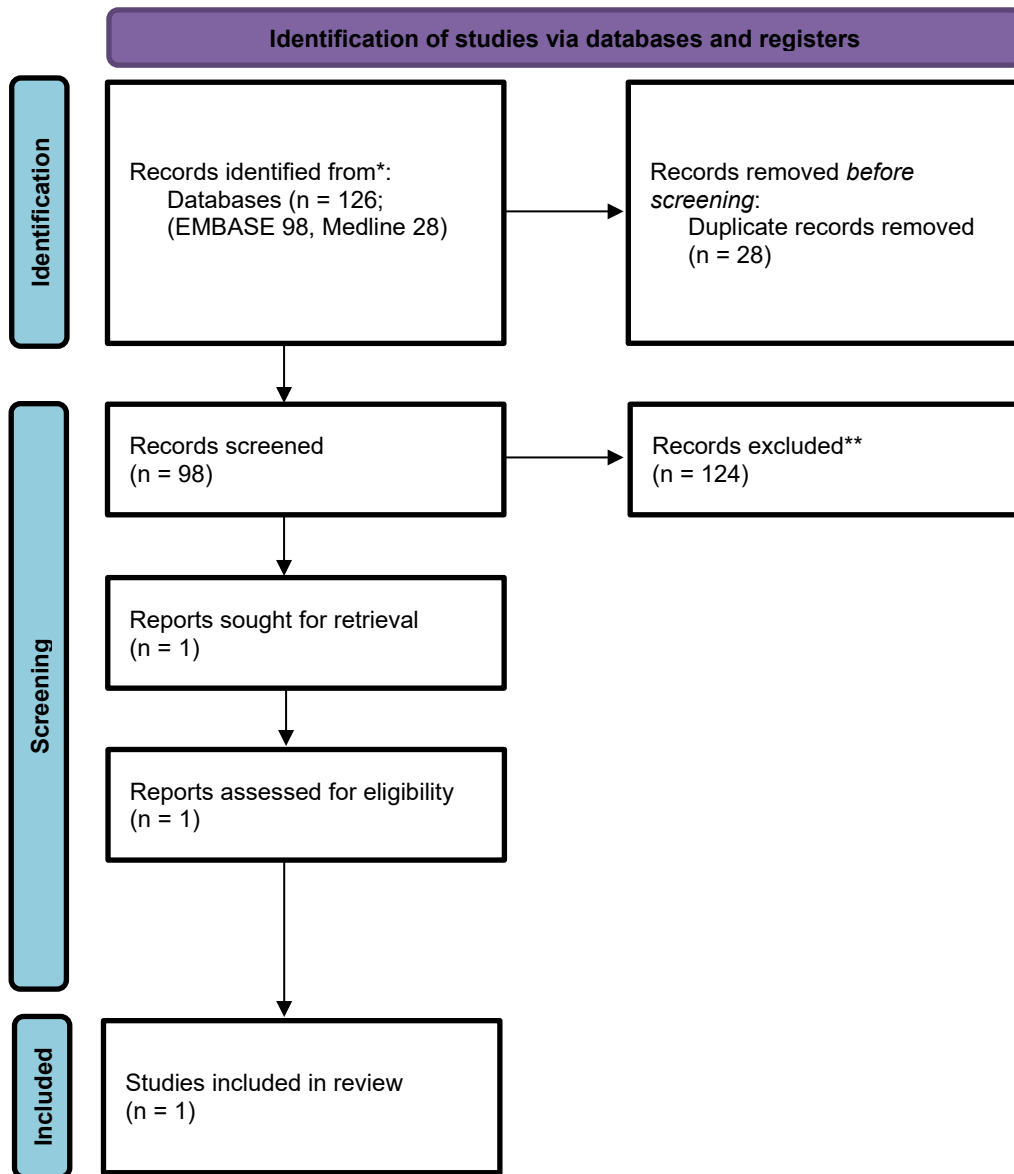 Identification of studies via databases and registers
Identification
Records identified from*:
Databases (n = 126;
(EMBASE 98, Medline 28)
Records removed before
screening:
Duplicate records removed
(n = 28)
Screening
Records screened
(n = 98)
Records excluded**
(n = 124)
Reports sought for retrieval
(n = 1)
Reports assessed for eligibility
(n = 1)
Included
Studies included in review
(n = 1)